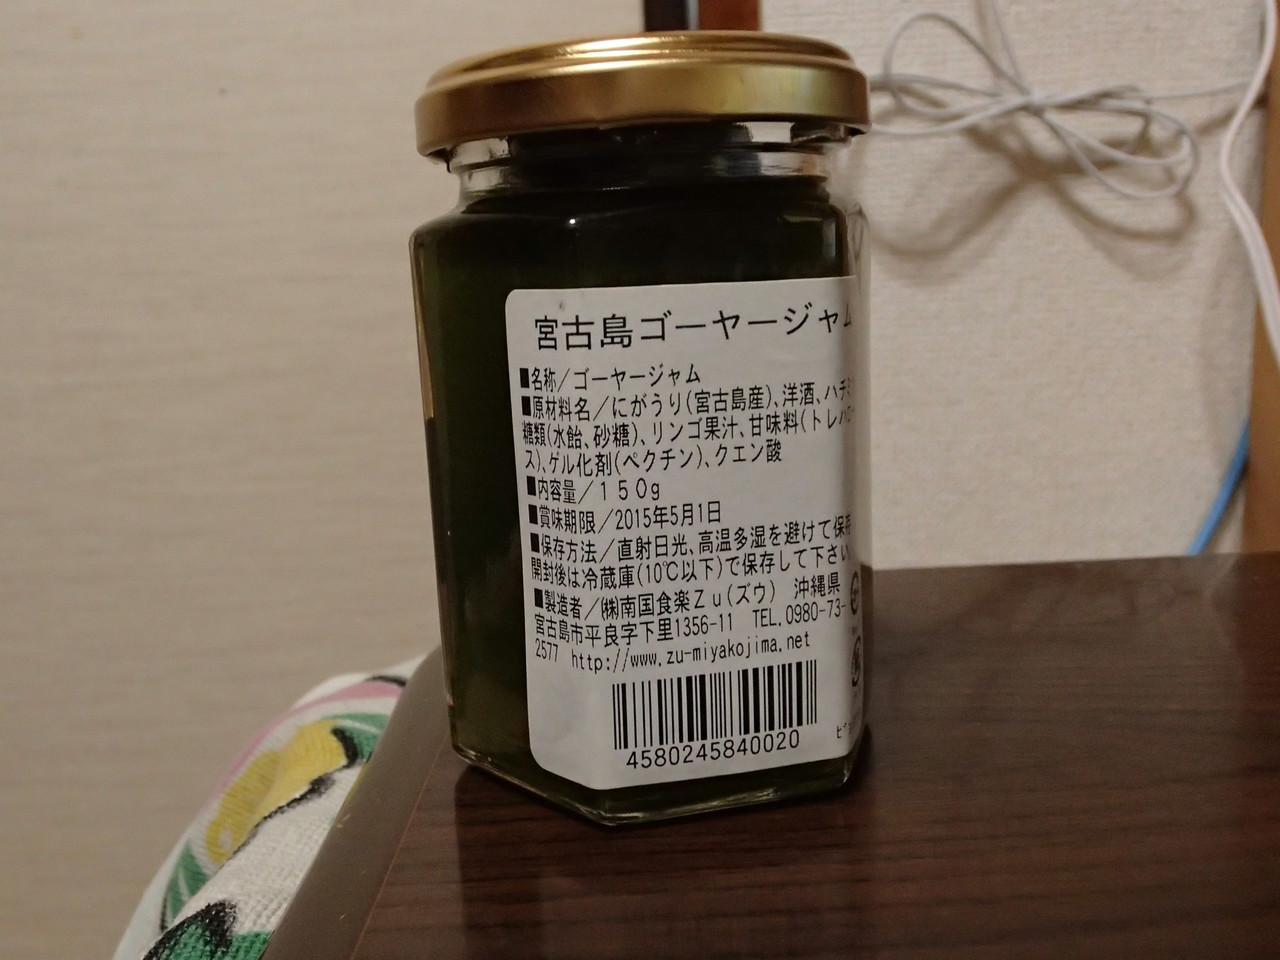 宮古島ゴーヤージャム
■名称／ゴーヤージャム
■原材料名／にがうり(宮古島産)、洋酒、ハチミ
糖類(水飴、砂糖)、リンゴ果汁、甘味料(トレハロー
ス)、ゲル化剤(ペクチン)、クエン酸
■内容量／１５０g
■賞味期限／2015年5月1日
■保存方法／直射日光、高温多湿を避けて保存
開封後は冷蔵庫(10℃以下)で保存して下さい
■製造者／㈱南国食楽Ｚｕ(ズウ)　沖縄県
宮古島市平良字下里1356-11　TEL.0980-73-
2577　http://www.zu-miyakojima.net
4580245840020